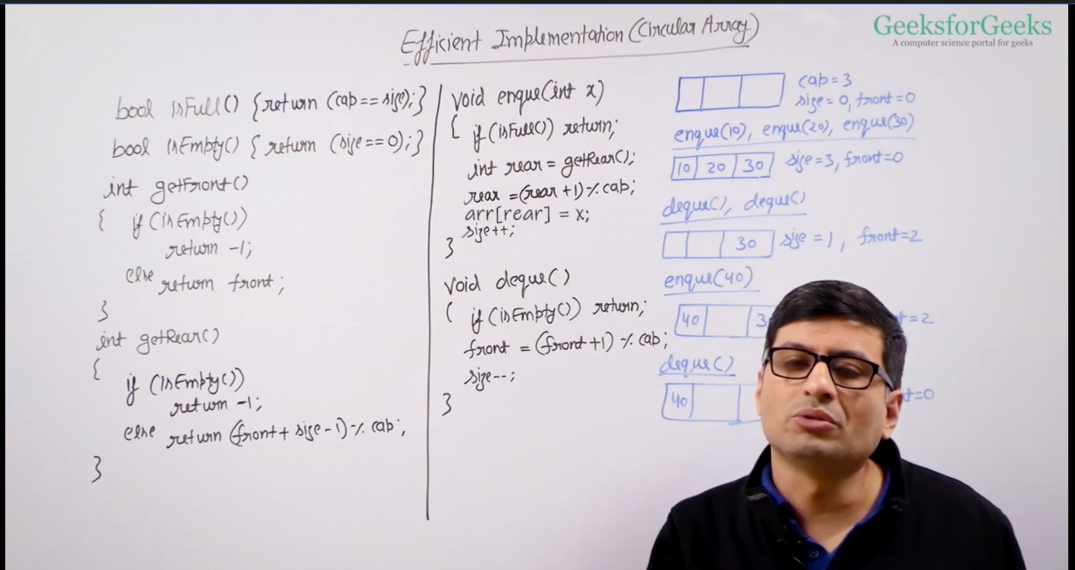 Efficient Implementation (Circular Array)
GeeksforGeeks
A computer science portal for geeks
bool isFull() {return (cap==size);}
bool isEmpty() {return (size==0);}
int getFront()
{ if (isEmpty())
return -1;
else return front;
}
int getRear()
{
if (isEmpty())
return -1;
else return (front + size - 1) % cap;
}
void enque(int x)
{ if (isFull()) return;
int rear = getRear();
rear = (rear + 1) % cap;
arr[rear] = x;
size++;
}
void deque()
{ if (isEmpty()) return;
front = (front+1) % cap;
size--;
}
cap=3
size=0, front=0
enque(10), enque(20), enque(30)
10 20 30 size=3, front=0
deque(), deque()
30 size=1, front=2
enque(40)
40 =2
deque()
40 =0